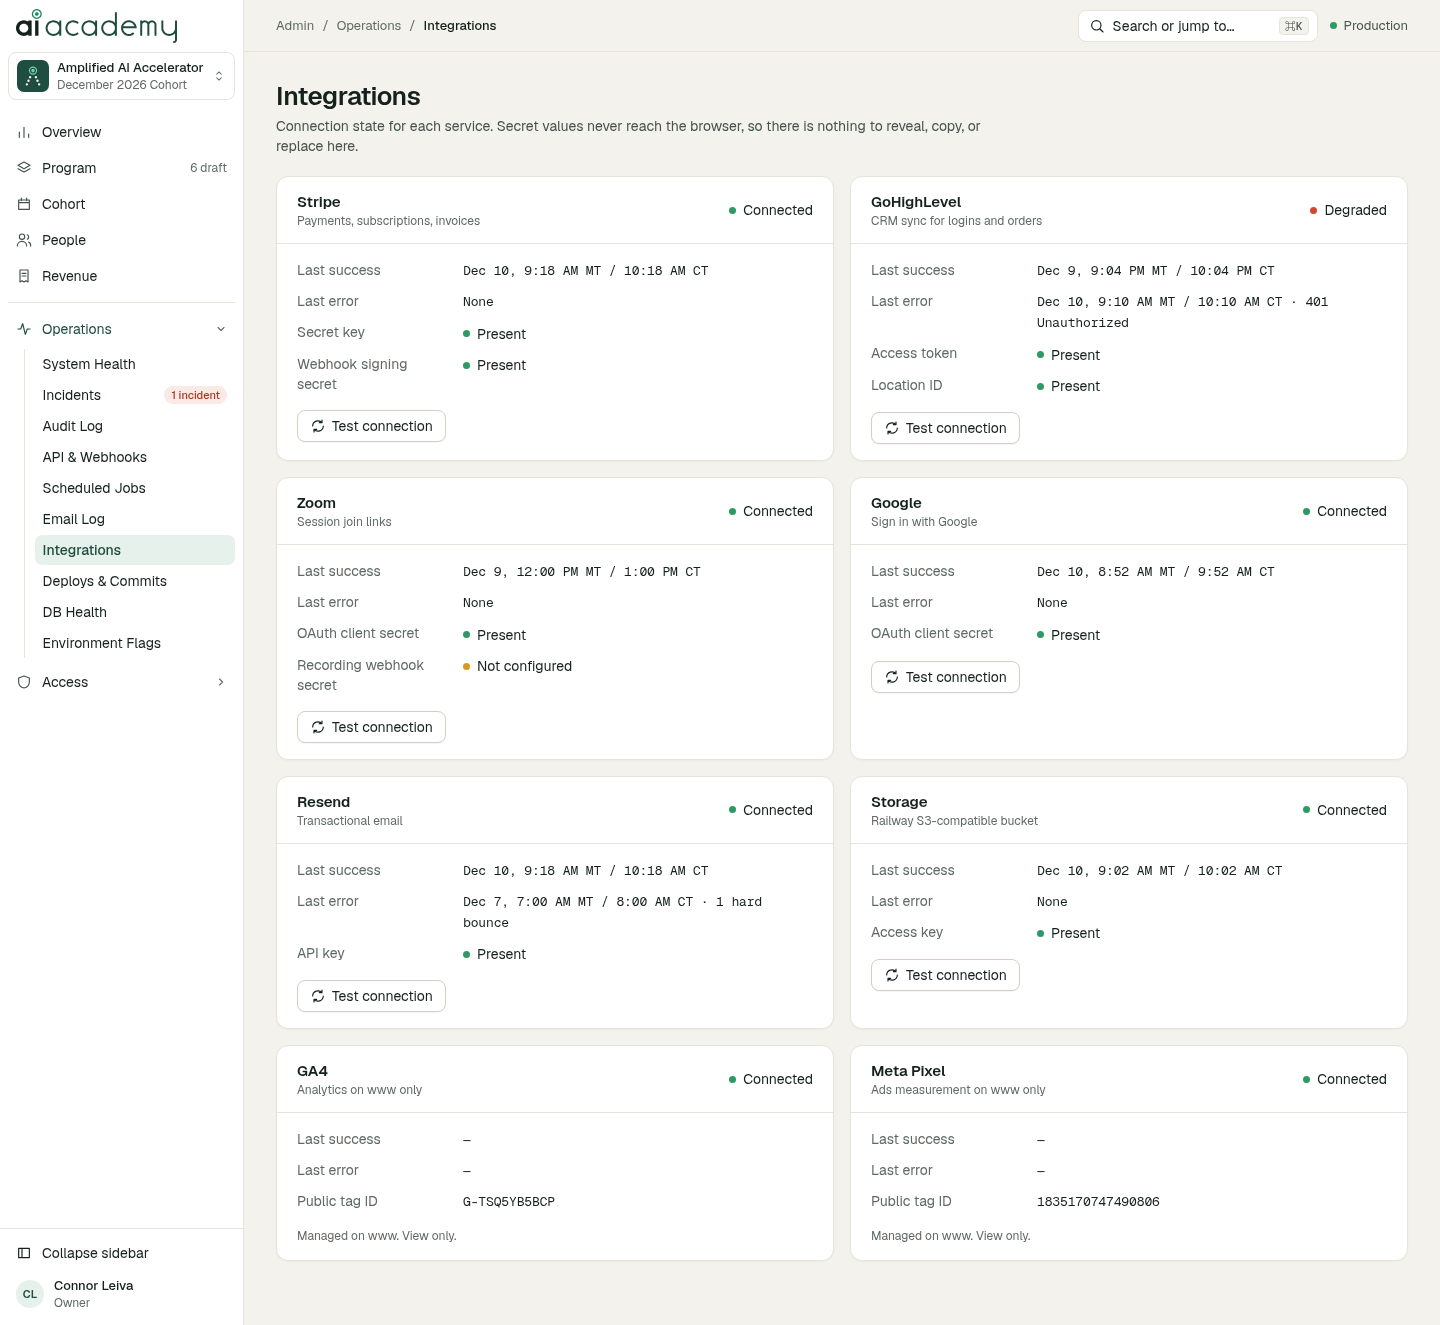 ai academy
Amplified AI Accelerator
December 2026 Cohort
Overview
Program 6 draft
Cohort
People
Revenue
Operations
System Health
Incidents 1 incident
Audit Log
API & Webhooks
Scheduled Jobs
Email Log
Integrations
Deploys & Commits
DB Health
Environment Flags
Access
Collapse sidebar
CL
Connor Leiva
Owner
Admin / Operations / Integrations
Search or jump to... ⌘K
Production
Integrations
Connection state for each service. Secret values never reach the browser, so there is nothing to reveal, copy, or
replace here.
Stripe
Payments, subscriptions, invoices
Connected
Last success Dec 10, 9:18 AM MT / 10:18 AM CT
Last error None
Secret key Present
Webhook signing Present
secret
Test connection
GoHighLevel
CRM sync for logins and orders
Degraded
Last success Dec 9, 9:04 PM MT / 10:04 PM CT
Last error Dec 10, 9:10 AM MT / 10:10 AM CT · 401
Unauthorized
Access token Present
Location ID Present
Test connection
Zoom
Session join links
Connected
Last success Dec 9, 12:00 PM MT / 1:00 PM CT
Last error None
OAuth client secret Present
Recording webhook Not configured
secret
Test connection
Google
Sign in with Google
Connected
Last success Dec 10, 8:52 AM MT / 9:52 AM CT
Last error None
OAuth client secret Present
Test connection
Resend
Transactional email
Connected
Last success Dec 10, 9:18 AM MT / 10:18 AM CT
Last error Dec 7, 7:00 AM MT / 8:00 AM CT · 1 hard
bounce
API key Present
Test connection
Storage
Railway S3-compatible bucket
Connected
Last success Dec 10, 9:02 AM MT / 10:02 AM CT
Last error None
Access key Present
Test connection
GA4
Analytics on www only
Connected
Last success —
Last error —
Public tag ID G-TSQ5YB5BCP
Managed on www. View only.
Meta Pixel
Ads measurement on www only
Connected
Last success —
Last error —
Public tag ID 1835170747490806
Managed on www. View only.